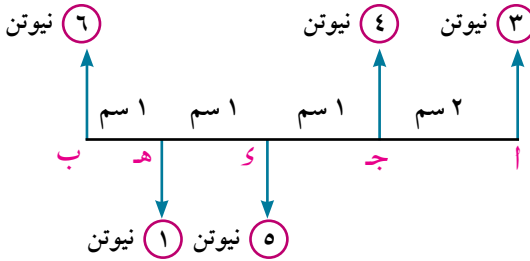 ٣ نيوتن ٤ نيوتن ٦ نيوتن
٢ سم ١ سم ١ سم ١ سم
أ جـ ء هـ ب
٥ نيوتن ١ نيوتن